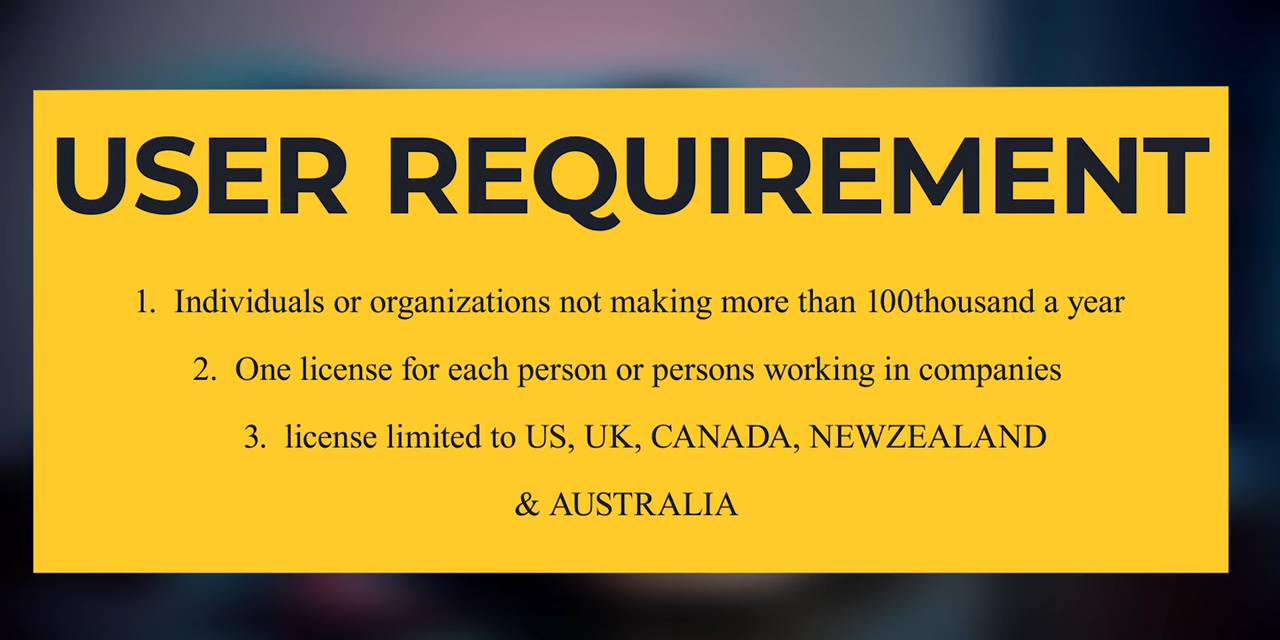 USER REQUIREMENT
1. Individuals or organizations not making more than 100thousand a year
2. One license for each person or persons working in companies
3. license limited to US, UK, CANADA, NEWZEALAND
& AUSTRALIA